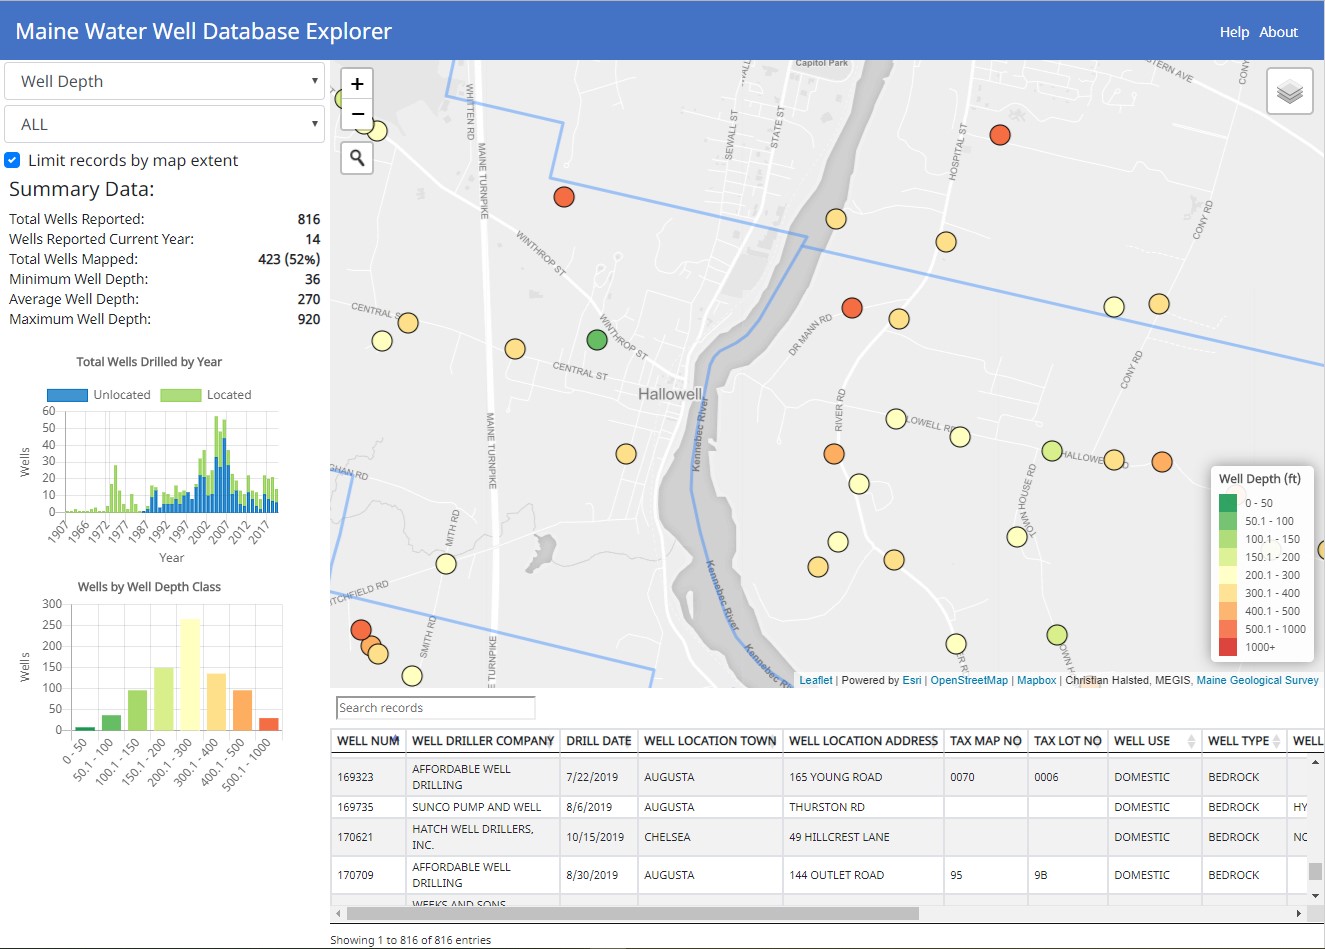 Maine Water Well Database Explorer
Help About
Well Depth
ALL
Limit records by map extent
Summary Data:
Total Wells Reported: 816
Wells Reported Current Year: 14
Total Wells Mapped: 423 (52%)
Minimum Well Depth: 36
Average Well Depth: 270
Maximum Well Depth: 920
Total Wells Drilled by Year
Unlocated Located
60
50
40
30
20
10
0
Wells
1907 1966 1972 1977 1987 1992 1997 2002 2007 2012 2017
Year
Wells by Well Depth Class
300
250
200
150
100
50
0
Wells
0 - 50 50.1 - 100 100.1 - 150 150.1 - 200 200.1 - 300 300.1 - 400 400.1 - 500 500.1 - 1000
+
−
Capitol Park
WHITTEN RD
MAINE TURNPIKE
SEWALL ST
STATE ST
HOSPITAL ST
STERN AVE
CONY
CONY RD
WINTHROP ST
CENTRAL S
WINTHROP ST
CENTRAL ST
DR MANN RD
CONY RD
Hallowell
RIVER RD
Kennebec River
MAINE TURNPIKE
LOWELL RD
HALLOWE
D
TOWN HOUSE RD
GHAN RD
MITH RD
ITCHFIELD RD
SMITH RD
E TURNPIKE
Kennebec River
Kennebec R
ER R
OWN H
Well Depth (ft)
0 - 50
50.1 - 100
100.1 - 150
150.1 - 200
200.1 - 300
300.1 - 400
400.1 - 500
500.1 - 1000
1000+
Leaflet | Powered by Esri | OpenStreetMap | Mapbox | Christian Halsted, MEGIS, Maine Geological Survey
Search records
WELL NUM WELL DRILLER COMPANY DRILL DATE WELL LOCATION TOWN WELL LOCATION ADDRESS TAX MAP NO TAX LOT NO WELL USE WELL TYPE WELL
169323 AFFORDABLE WELL DRILLING 7/22/2019 AUGUSTA 165 YOUNG ROAD 0070 0006 DOMESTIC BEDROCK
169735 SUNCO PUMP AND WELL 8/6/2019 AUGUSTA THURSTON RD DOMESTIC BEDROCK HY
170621 HATCH WELL DRILLERS, INC. 10/15/2019 CHELSEA 49 HILLCREST LANE DOMESTIC BEDROCK NC
170709 AFFORDABLE WELL DRILLING 8/30/2019 AUGUSTA 144 OUTLET ROAD 95 9B DOMESTIC BEDROCK
WEEKS AND SONS
Showing 1 to 816 of 816 entries